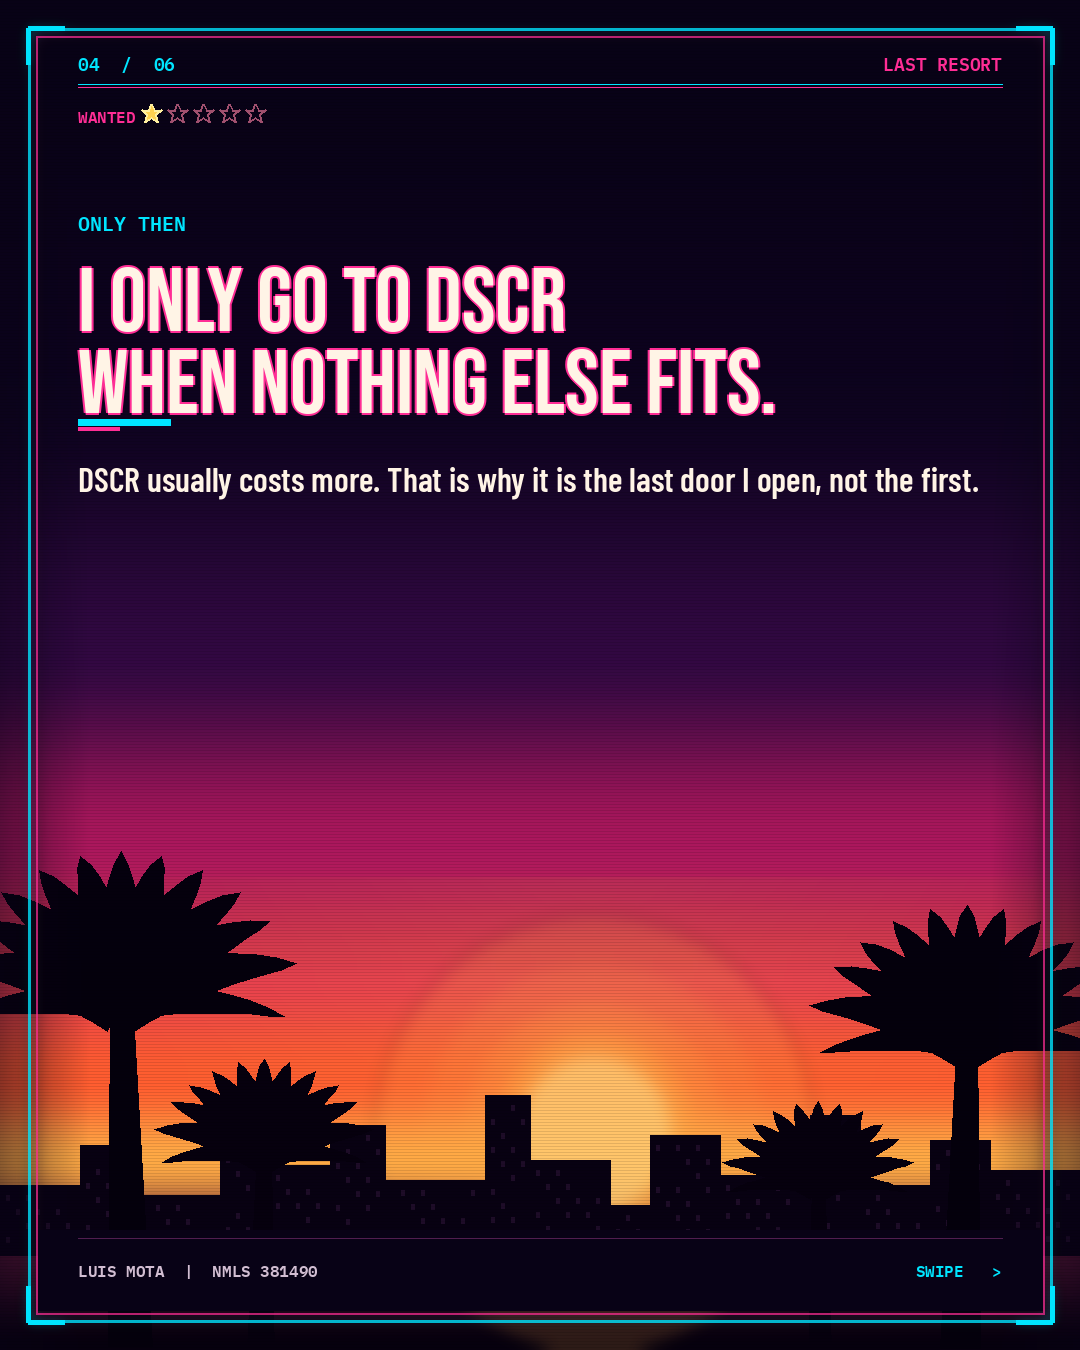 04 / 06
LAST RESORT
WANTED
ONLY THEN
I ONLY GO TO DSCR
WHEN NOTHING ELSE FITS.
DSCR usually costs more. That is why it is the last door I open, not the first.
LUIS MOTA | NMLS 381490
SWIPE >